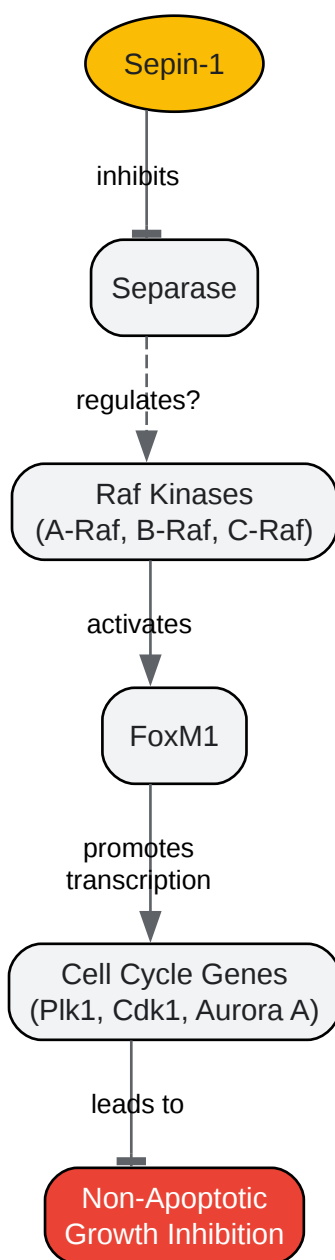 Sepin-1
inhibits
Separase
regulates?
Raf Kinases
(A-Raf, B-Raf, C-Raf)
activates
FoxM1
promotes
transcription
Cell Cycle Genes
(Plk1, Cdk1, Aurora A)
leads to
Non-Apoptotic
Growth Inhibition